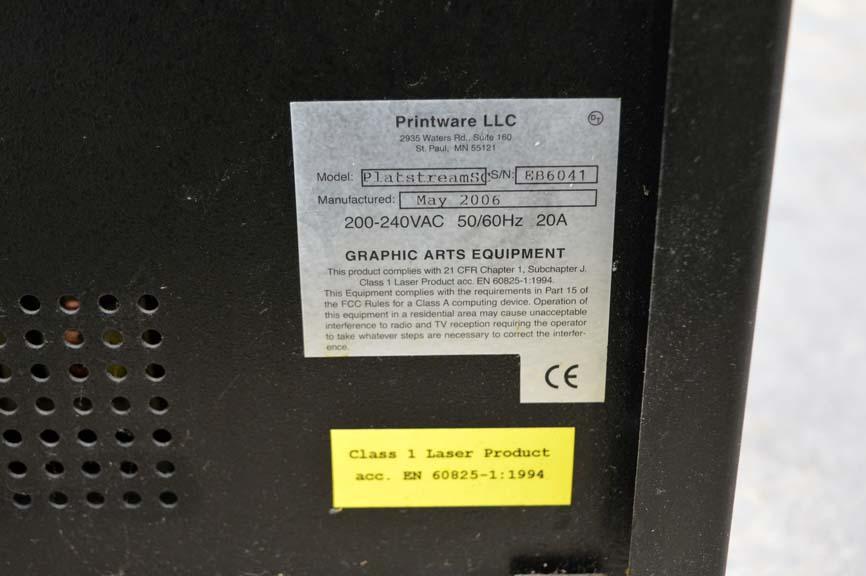 Printware LLC
2935 Waters Rd., Suite 160
St. Paul, MN 55121
Model: PlatstreamSC S/N: EB6041
Manufactured: May 2006
200-240VAC 50/60Hz 20A
GRAPHIC ARTS EQUIPMENT
This product complies with 21 CFR Chapter 1, Subchapter J.
Class 1 Laser Product acc. EN 60825-1:1994.
This Equipment complies with the requirements in Part 15 of
the FCC Rules for a Class A computing device. Operation of
this equipment in a residential area may cause unacceptable
interference to radio and TV reception requiring the operator
to take whatever steps are necessary to correct the interfer-
ence.
CE
Class 1 Laser Product
acc. EN 60825-1:1994